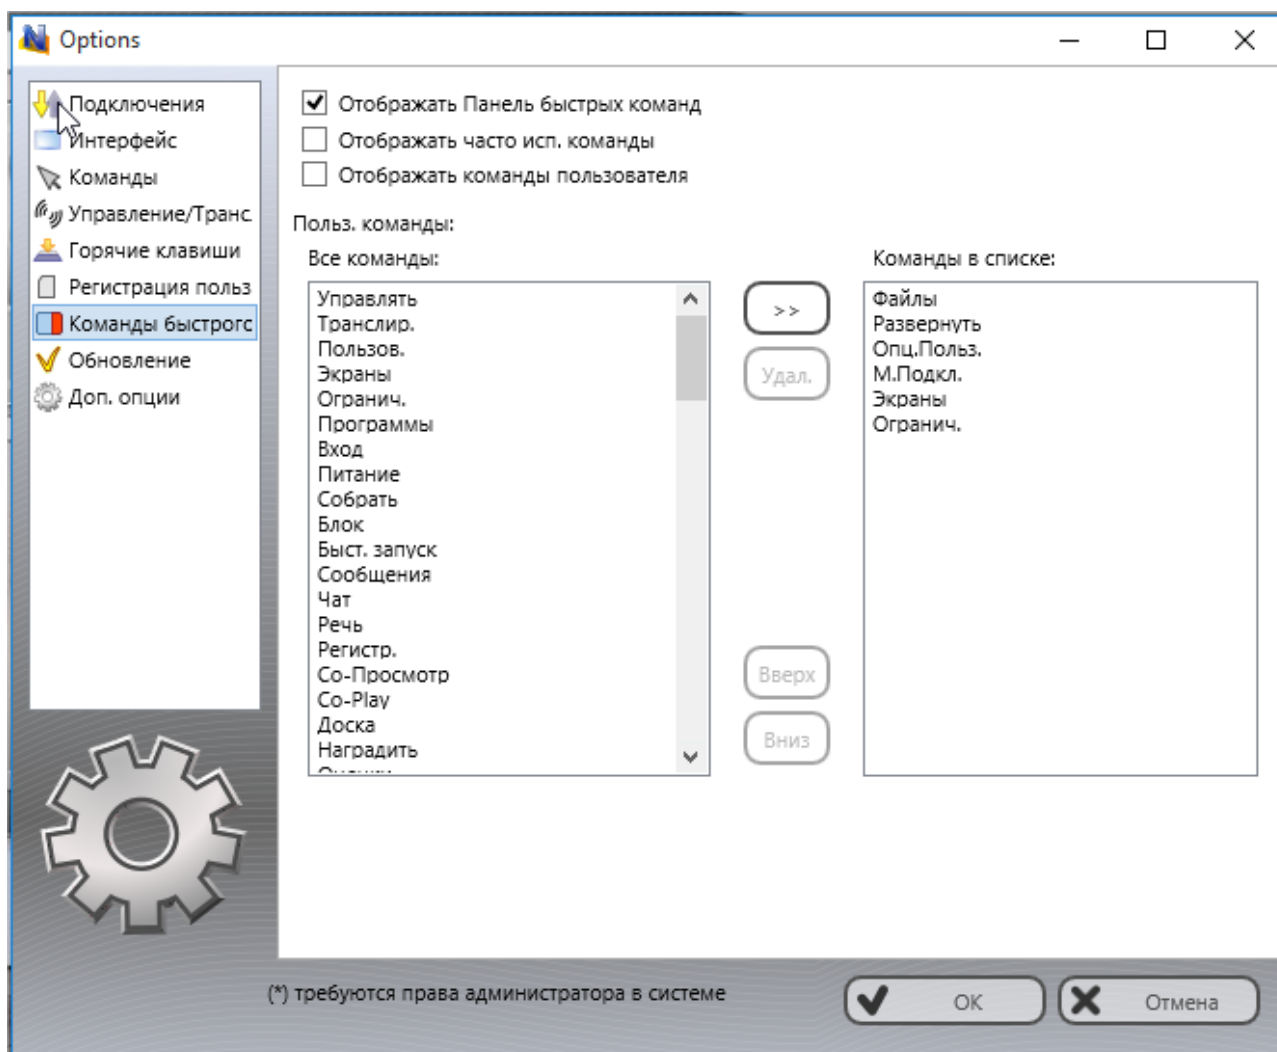 Options
Подключения
Интерфейс
Команды
Управление/Транс
Горячие клавиши
Регистрация польз
Команды быстрого
Обновление
Доп. опции
Отображать Панель быстрых команд
Отображать часто исп. команды
Отображать команды пользователя
Польз. команды:
Все команды:
Управлять
Транслир.
Пользов.
Экраны
Огранич.
Программы
Вход
Питание
Собрать
Блок
Быст. запуск
Сообщения
Чат
Речь
Регистр.
Со-Просмотр
Co-Play
Доска
Наградить
>>
Удал.
Вверх
Вниз
Команды в списке:
Файлы
Развернуть
Опц.Польз.
М.Подкл.
Экраны
Огранич.
(*) требуются права администратора в системе
OK
Отмена